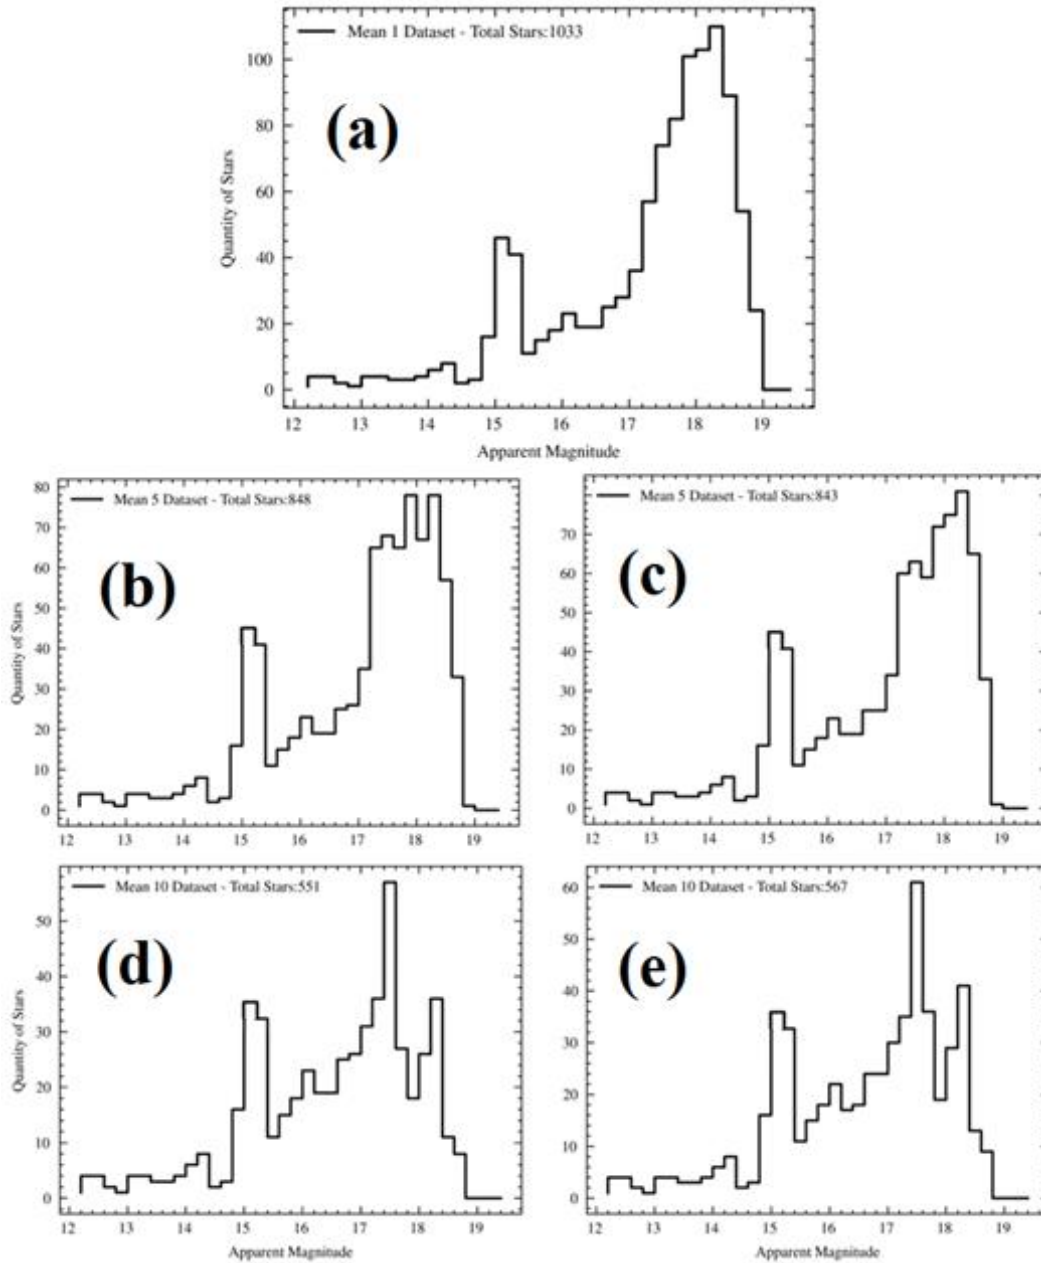 Mean 1 Dataset - Total Stars:1033
(a)
Quantity of Stars
100
80
60
40
20
0
12 13 14 15 16 17 18 19
Apparent Magnitude
Mean 5 Dataset - Total Stars:848
(b)
Quantity of Stars
80
70
60
50
40
30
20
10
0
12 13 14 15 16 17 18 19
Mean 5 Dataset - Total Stars:843
(c)
70
60
50
40
30
20
10
0
12 13 14 15 16 17 18 19
Mean 10 Dataset - Total Stars:551
(d)
Quantity of Stars
50
40
30
20
10
0
12 13 14 15 16 17 18 19
Apparent Magnitude
Mean 10 Dataset - Total Stars:567
(e)
60
50
40
30
20
10
0
12 13 14 15 16 17 18 19
Apparent Magnitude